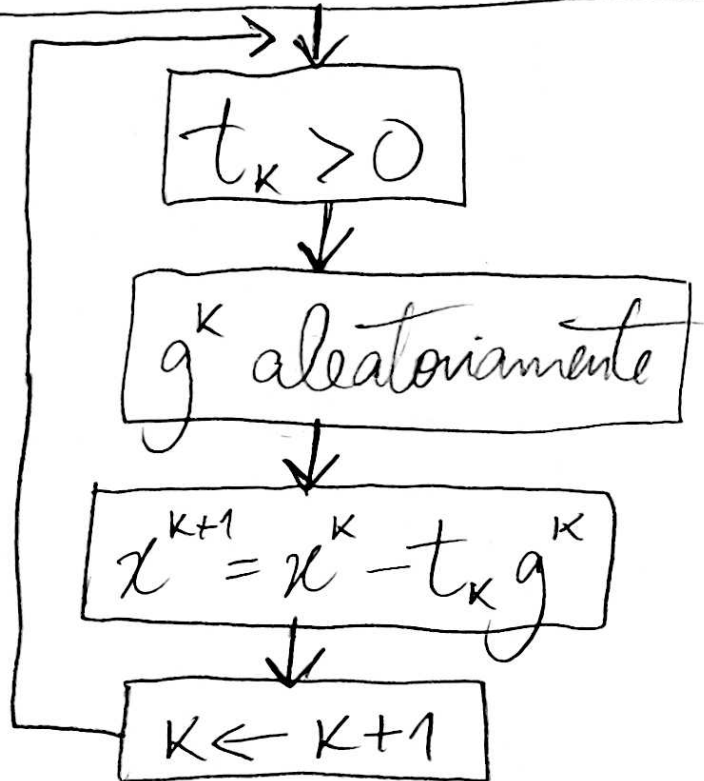 t_k > 0
g^k aleatoriamente
x^{k+1} = x^k - t_k g^k
k ← k+1